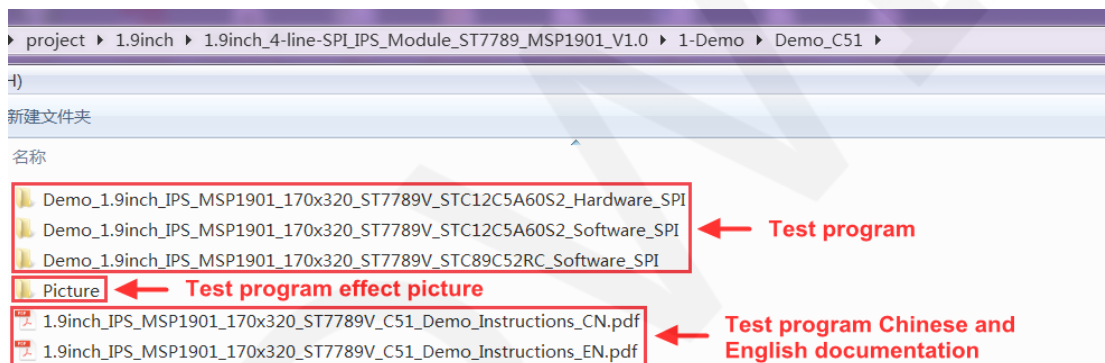 project ▸ 1.9inch ▸ 1.9inch_4-line-SPI_IPS_Module_ST7789_MSP1901_V1.0 ▸ 1-Demo ▸ Demo_C51 ▸
H)
新建文件夹
名称
Demo_1.9inch_IPS_MSP1901_170x320_ST7789V_STC12C5A60S2_Hardware_SPI
Demo_1.9inch_IPS_MSP1901_170x320_ST7789V_STC12C5A60S2_Software_SPI
Test program
Demo_1.9inch_IPS_MSP1901_170x320_ST7789V_STC89C52RC_Software_SPI
Picture
Test program effect picture
1.9inch_IPS_MSP1901_170x320_ST7789V_C51_Demo_Instructions_CN.pdf
1.9inch_IPS_MSP1901_170x320_ST7789V_C51_Demo_Instructions_EN.pdf
Test program Chinese and
English documentation